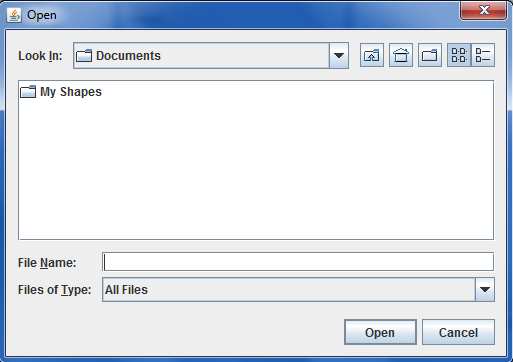 Open
Look In: Documents
My Shapes
File Name:
Files of Type: All Files
Open Cancel